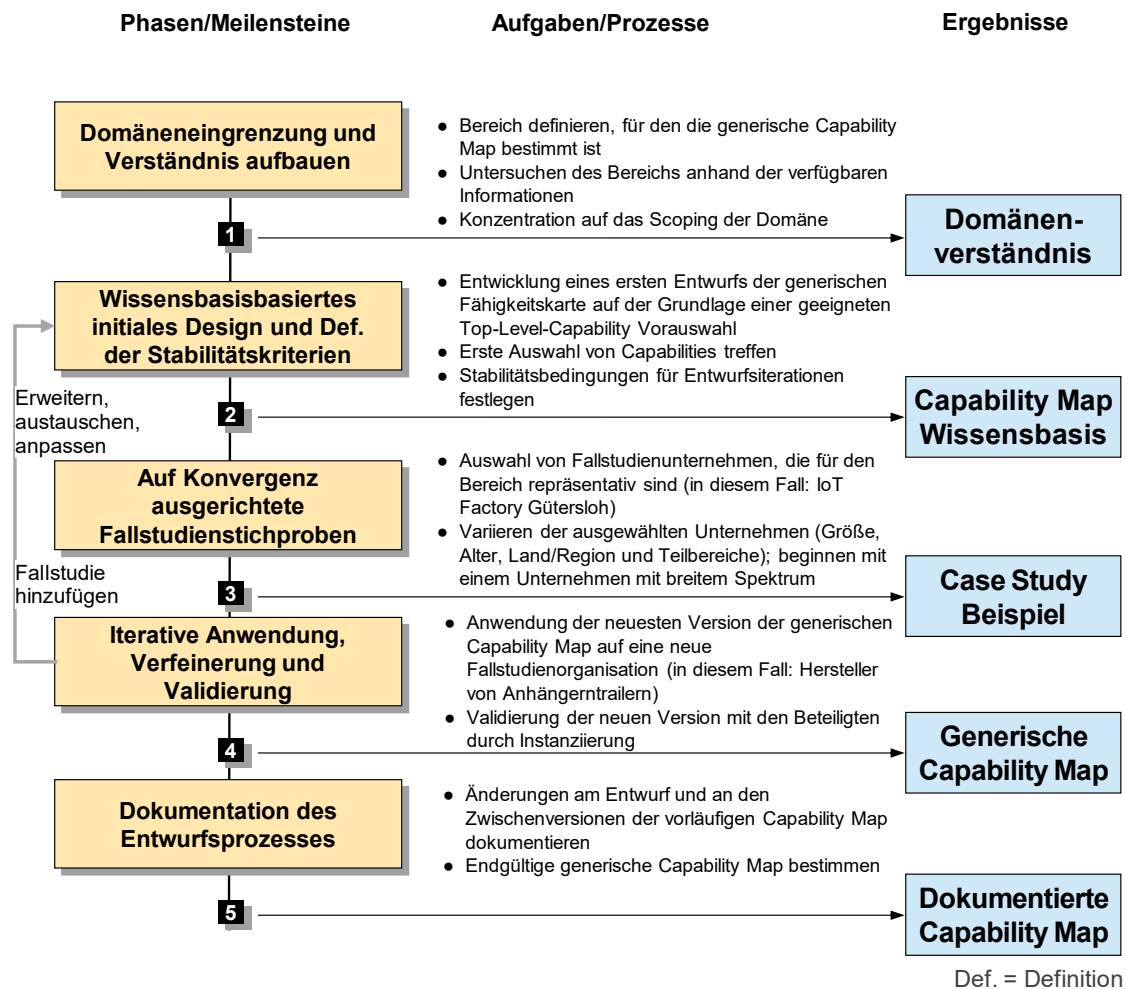 Phasen/Meilensteine
Aufgaben/Prozesse
Ergebnisse
Domäneneingrenzung und
Verständnis aufbauen
● Bereich definieren, für den die generische Capability
Map bestimmt ist
● Untersuchen des Bereichs anhand der verfügbaren
Informationen
● Konzentration auf das Scoping der Domäne
1
Domänen-
verständnis
Wissensbasisbasiertes
initiales Design und Def.
der Stabilitätskriterien
● Entwicklung eines ersten Entwurfs der generischen
Fähigkeitskarte auf der Grundlage einer geeigneten
Top-Level-Capability Vorauswahl
● Erste Auswahl von Capabilities treffen
● Stabilitätsbedingungen für Entwurfsiterationen
festlegen
Erweitern,
austauschen,
anpassen
2
Capability Map
Wissensbasis
Auf Konvergenz
ausgerichtete
Fallstudienstichproben
● Auswahl von Fallstudienunternehmen, die für den
Bereich repräsentativ sind (in diesem Fall: IoT
Factory Gütersloh)
● Variieren der ausgewählten Unternehmen (Größe,
Alter, Land/Region und Teilbereiche); beginnen mit
einem Unternehmen mit breitem Spektrum
Fallstudie
hinzufügen
3
Case Study
Beispiel
Iterative Anwendung,
Verfeinerung und
Validierung
● Anwendung der neuesten Version der generischen
Capability Map auf eine neue
Fallstudienorganisation (in diesem Fall: Hersteller
von Anhängerntrailern)
● Validierung der neuen Version mit den Beteiligten
durch Instanziierung
4
Generische
Capability Map
Dokumentation des
Entwurfsprozesses
● Änderungen am Entwurf und an den
Zwischenversionen der vorläufigen Capability Map
dokumentieren
● Endgültige generische Capability Map bestimmen
5
Dokumentierte
Capability Map
Def. = Definition